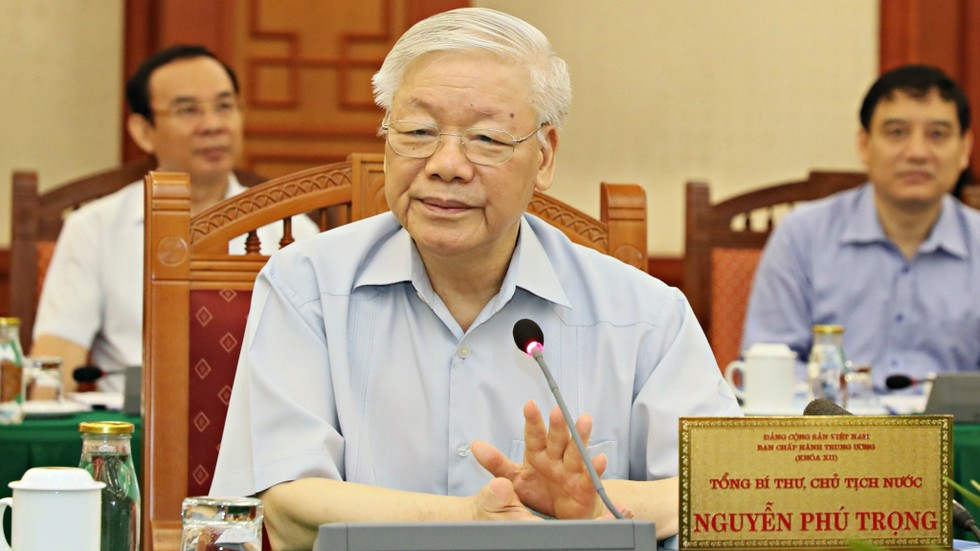 ĐẢNG CỘNG SẢN VIỆT NAM
BAN CHẤP HÀNH TRUNG ƯƠNG
(KHÓA XII)
TỔNG BÍ THƯ, CHỦ TỊCH NƯỚC
NGUYỄN PHÚ TRỌNG